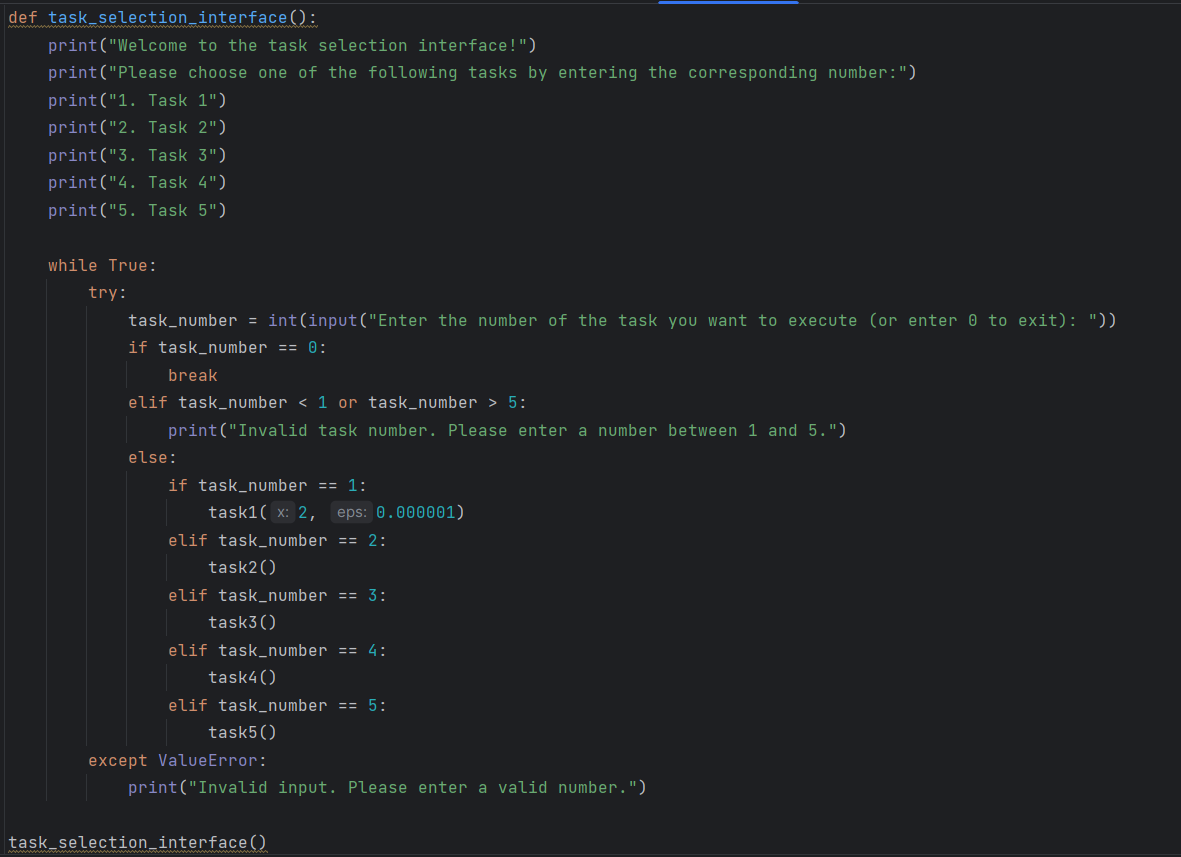 def task_selection_interface():
    print("Welcome to the task selection interface!")
    print("Please choose one of the following tasks by entering the corresponding number:")
    print("1. Task 1")
    print("2. Task 2")
    print("3. Task 3")
    print("4. Task 4")
    print("5. Task 5")

    while True:
        try:
            task_number = int(input("Enter the number of the task you want to execute (or enter 0 to exit): "))
            if task_number == 0:
                break
            elif task_number < 1 or task_number > 5:
                print("Invalid task number. Please enter a number between 1 and 5.")
            else:
                if task_number == 1:
                    task1( x: 2, eps: 0.000001)
                elif task_number == 2:
                    task2()
                elif task_number == 3:
                    task3()
                elif task_number == 4:
                    task4()
                elif task_number == 5:
                    task5()
        except ValueError:
            print("Invalid input. Please enter a valid number.")

task_selection_interface()